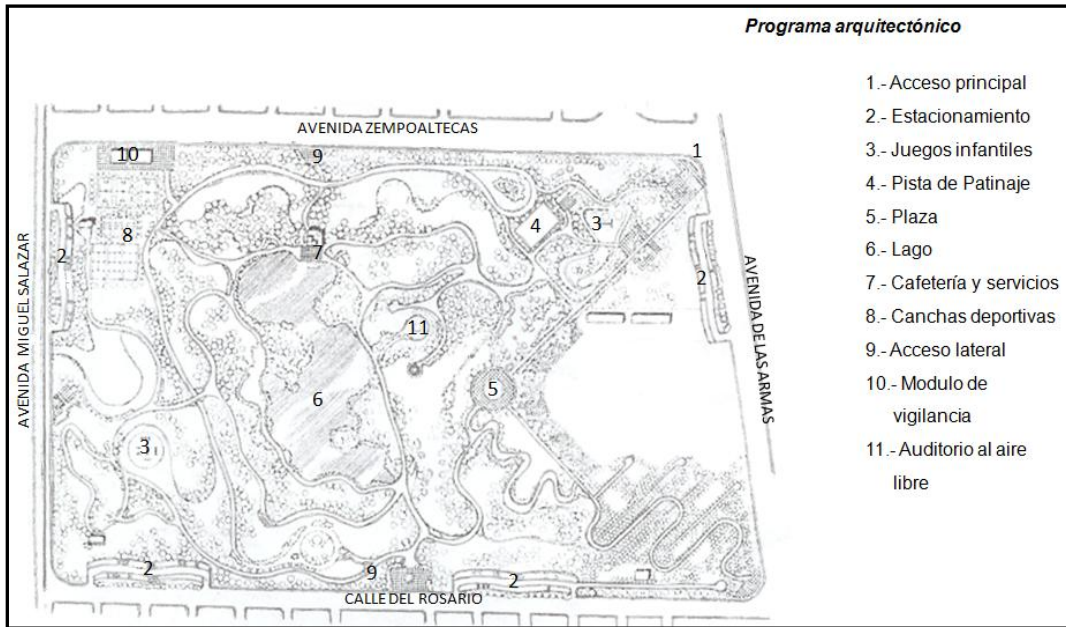 Programa arquitectónico
1.- Acceso principal
2.- Estacionamiento
3.- Juegos infantiles
4.- Pista de Patinaje
5.- Plaza
6.- Lago
7.- Cafetería y servicios
8.- Canchas deportivas
9.- Acceso lateral
10.- Modulo de
vigilancia
11.- Auditorio al aire
libre
AVENIDA ZEMPOALTECAS
10
9
1
2
8
7
4
3
2
AVENIDA MIGUEL SALAZAR
AVENIDA DE LAS ARMAS
11
6
5
3
2
9
2
CALLE DEL ROSARIO